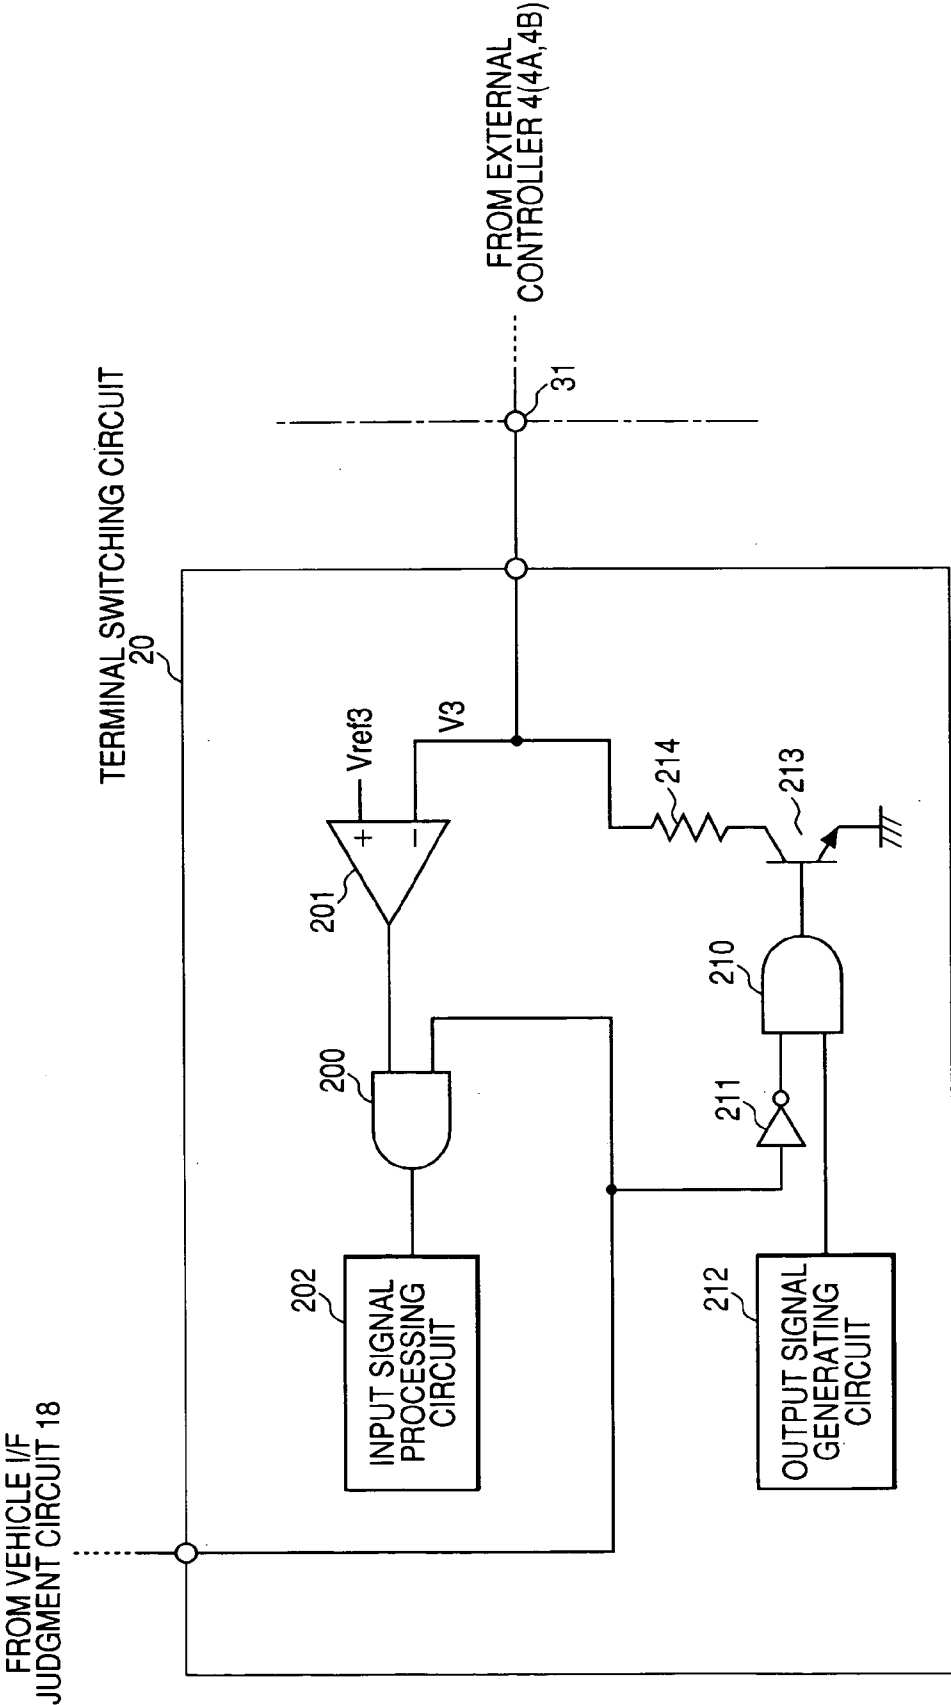 TERMINAL SWITCHING CIRCUIT
20
FROM VEHICLE I/F
JUDGMENT CIRCUIT 18
202
INPUT SIGNAL
PROCESSING
CIRCUIT
200
201
+
−
Vref3
V3
31
FROM EXTERNAL
CONTROLLER 4(4A,4B)
212
OUTPUT SIGNAL
GENERATING
CIRCUIT
211
210
214
213